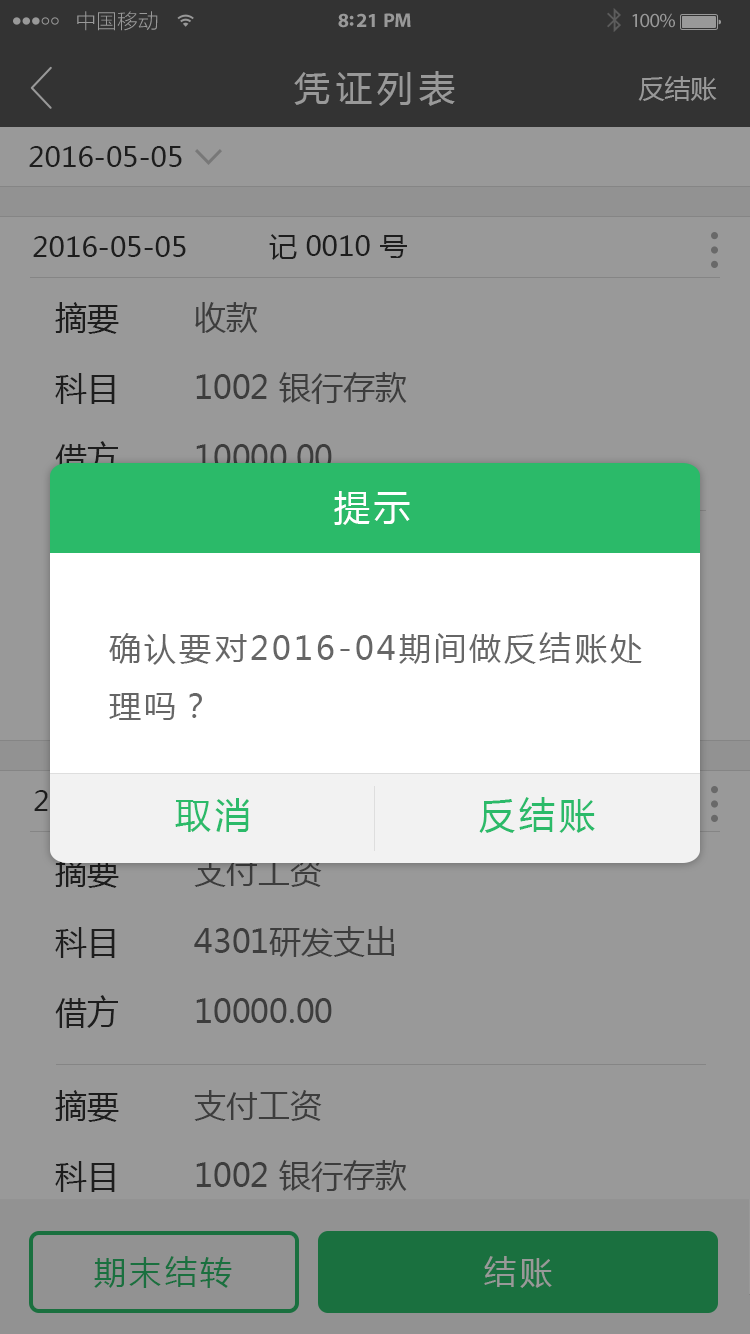 中国移动 8:21 PM 100%
凭证列表 反结账
2016-05-05
2016-05-05 记 0010 号
摘要 收款
科目 1002 银行存款
借方 10000.00
提示
确认要对2016-04期间做反结账处
理吗？
2
取消 反结账
摘要 支付工资
科目 4301研发支出
借方 10000.00
摘要 支付工资
科目 1002 银行存款
期末结转 结账